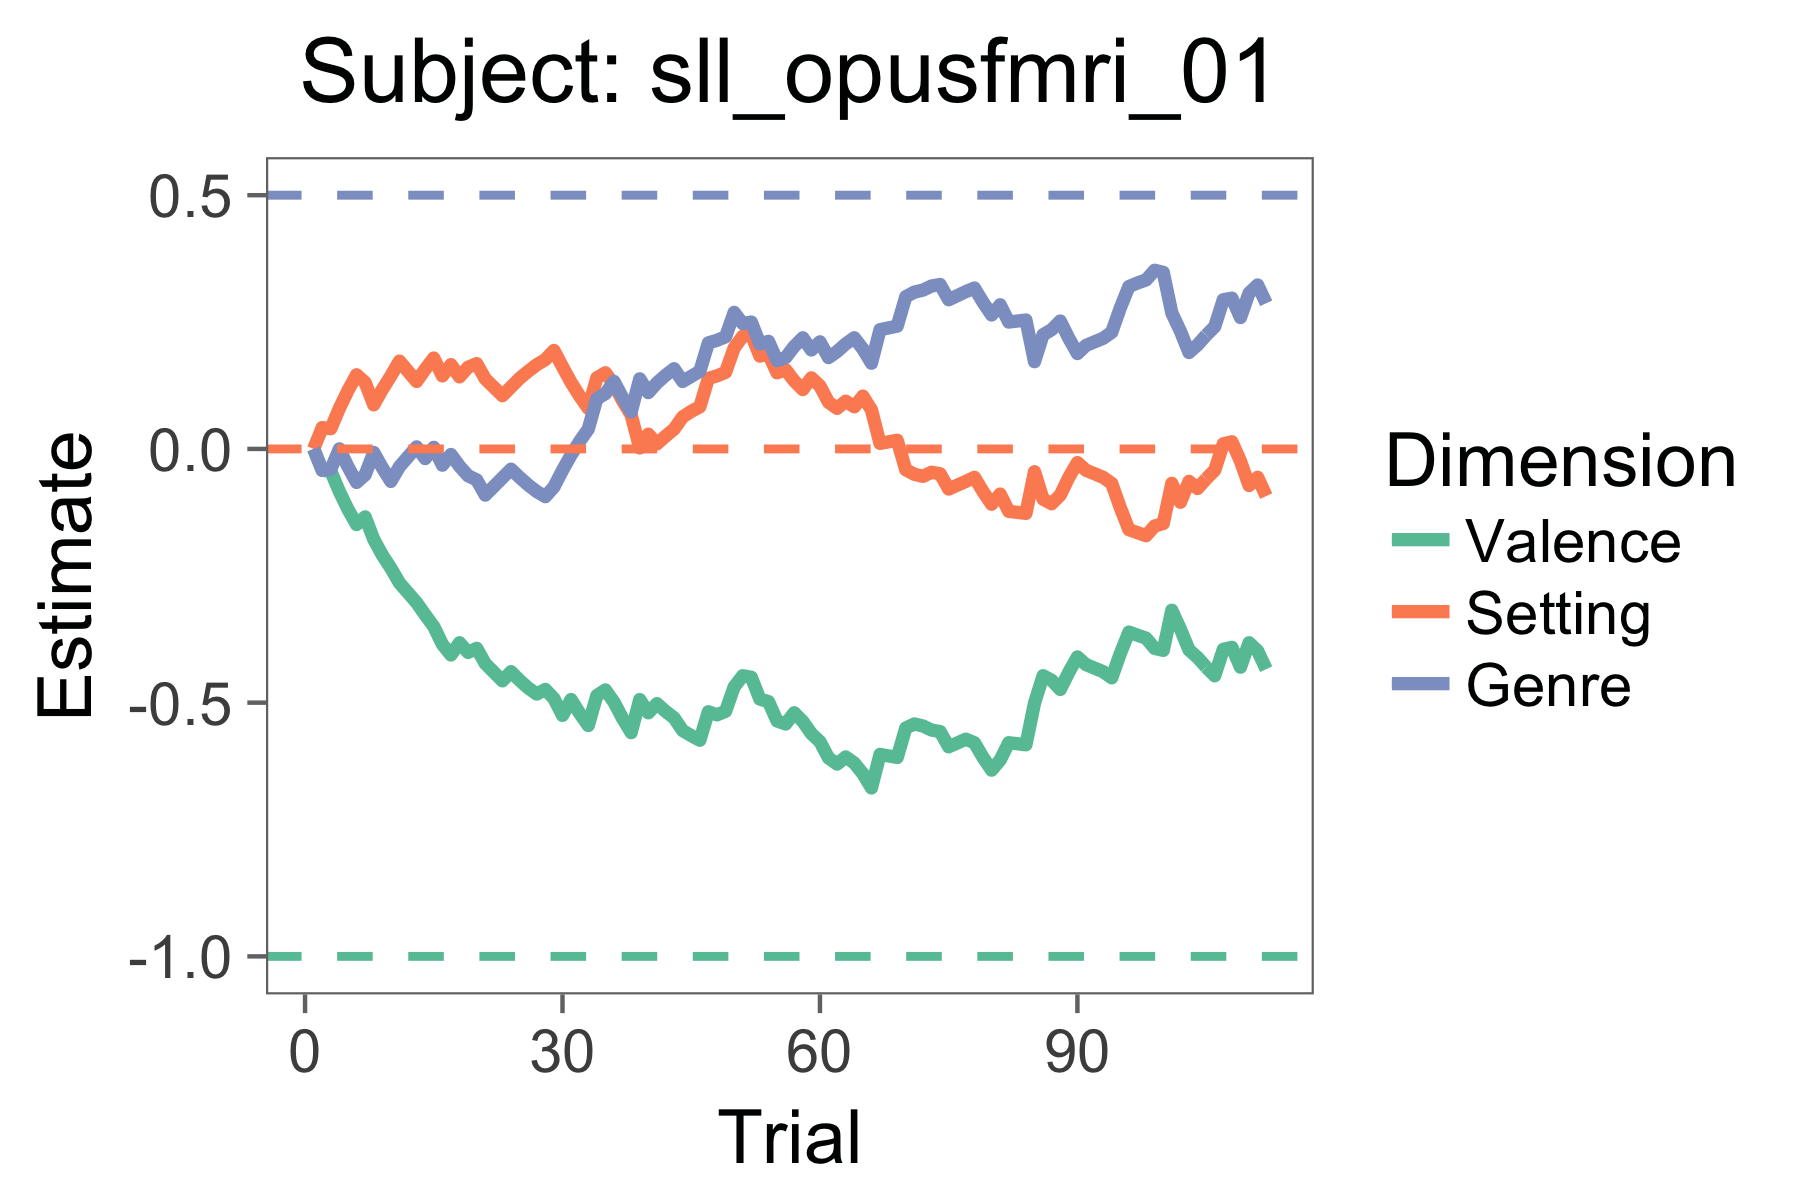 Subject: sll_opusfmri_01
Estimate
0.5
0.0
-0.5
-1.0
0 30 60 90
Trial
Dimension
Valence
Setting
Genre